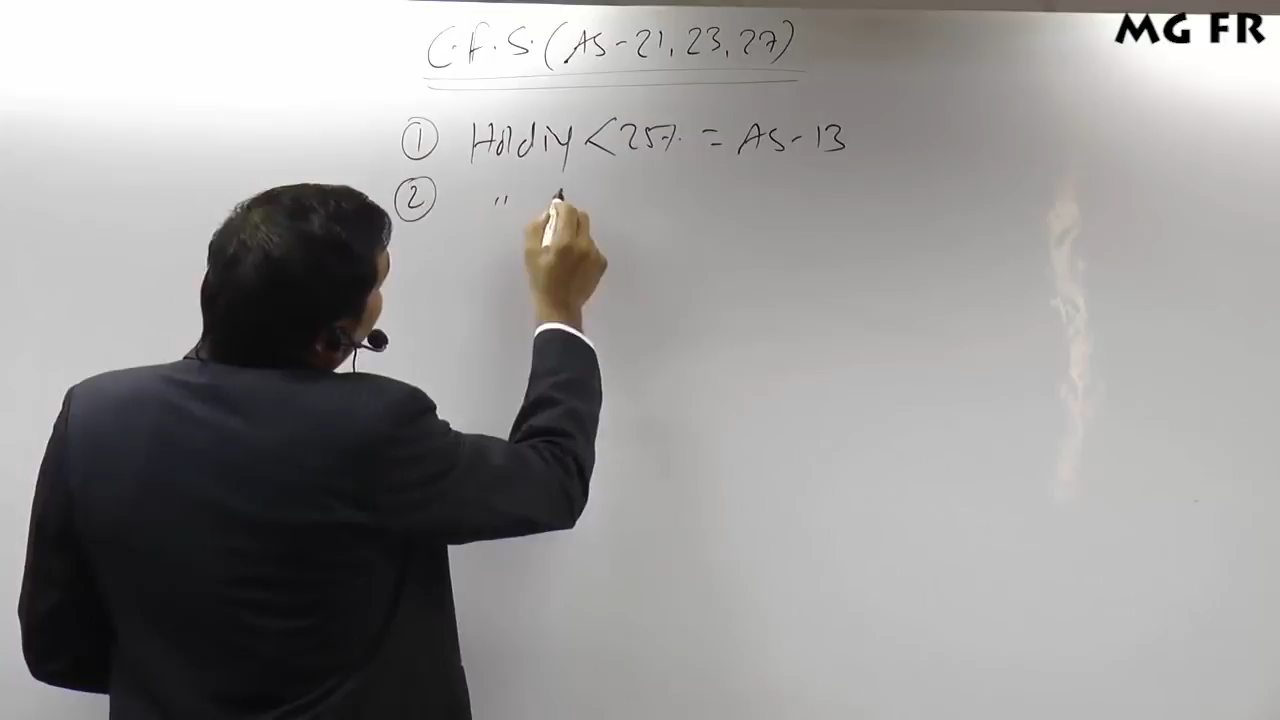 MG FR
C.F.S. (AS-21, 23, 27)
① Holding < 25% = AS-13
② "